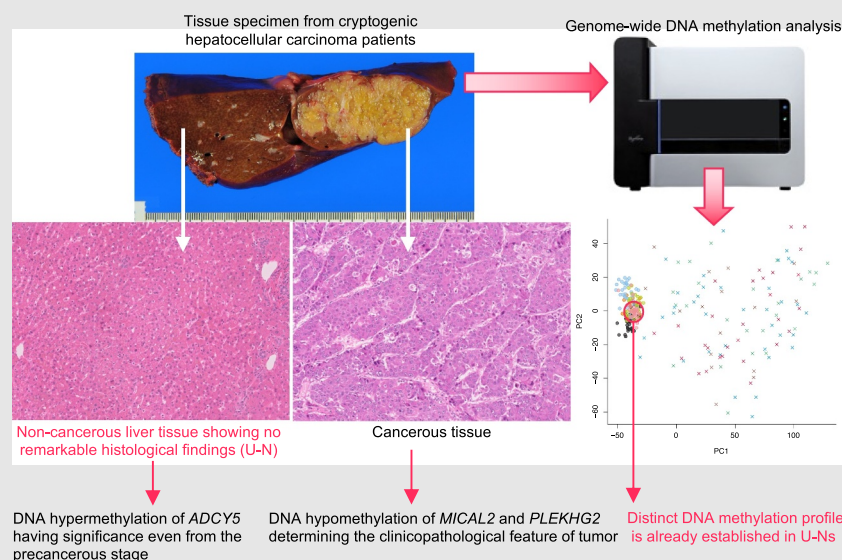 Tissue specimen from cryptogenic
hepatocellular carcinoma patients
Genome-wide DNA methylation analysis
Non-cancerous liver tissue showing no
remarkable histological findings (U-N)
Cancerous tissue
PC2
40
20
0
-20
-40
-60
-50
0
50
100
PC1
DNA hypermethylation of ADCY5
having significance even from the
precancerous stage
DNA hypomethylation of MICAL2 and PLEKHG2
determining the clinicopathological feature of tumor
Distinct DNA methylation profile
is already established in U-Ns